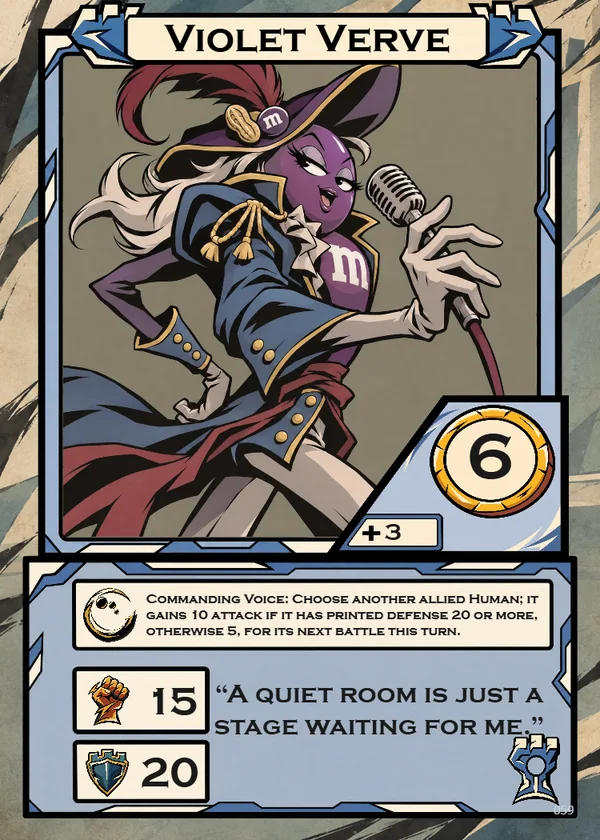 Violet Verve
m
m
6
+3
Commanding Voice: Choose another allied Human; it
gains 10 attack if it has printed defense 20 or more,
otherwise 5, for its next battle this turn.
15
“A quiet room is just a
stage waiting for me.”
20
059